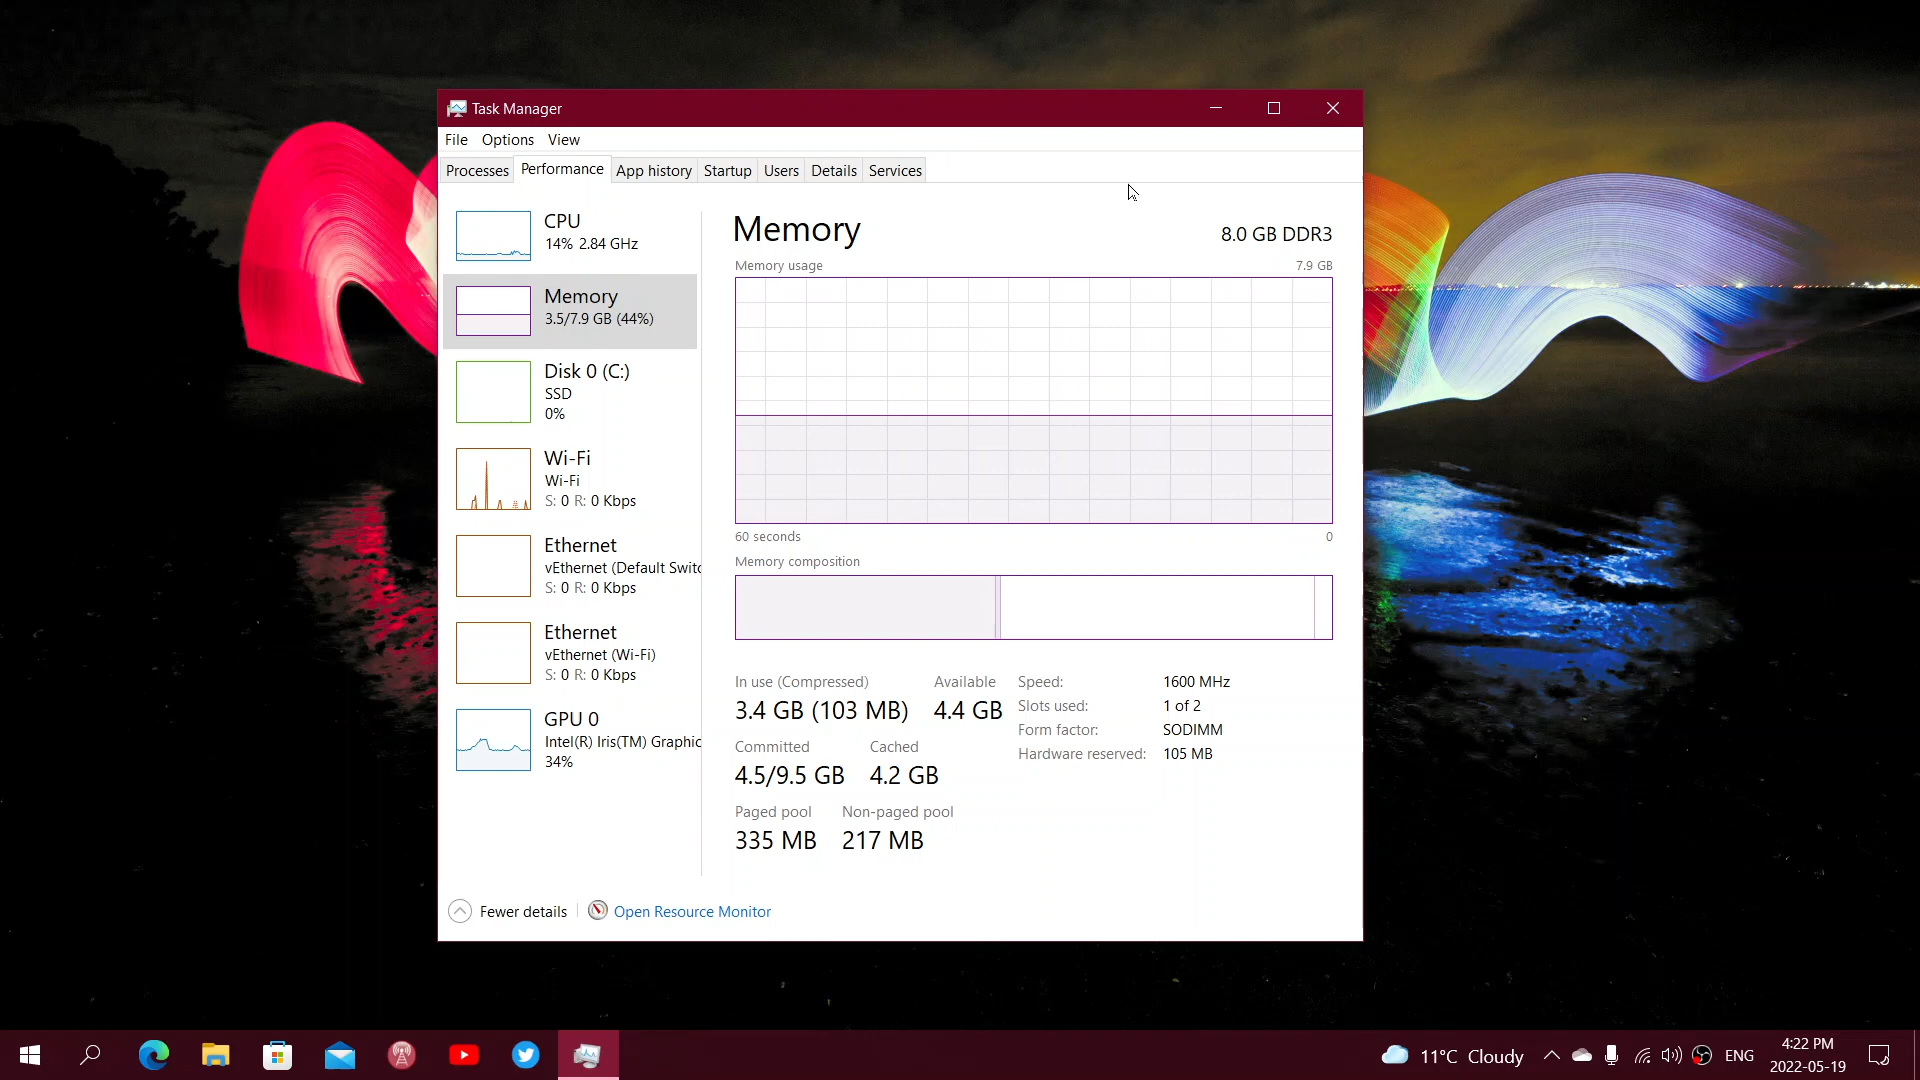 Task Manager
File Options View
Processes Performance App history Startup Users Details Services
CPU
14% 2.84 GHz
Memory
3.5/7.9 GB (44%)
Disk 0 (C:)
SSD
0%
Wi-Fi
Wi-Fi
S: 0 R: 0 Kbps
Ethernet
vEthernet (Default Switc
S: 0 R: 0 Kbps
Ethernet
vEthernet (Wi-Fi)
S: 0 R: 0 Kbps
GPU 0
Intel(R) Iris(TM) Graphic
34%
Memory 8.0 GB DDR3
Memory usage 7.9 GB
60 seconds 0
Memory composition
In use (Compressed) Available
3.4 GB (103 MB) 4.4 GB
Committed Cached
4.5/9.5 GB 4.2 GB
Paged pool Non-paged pool
335 MB 217 MB
Speed: 1600 MHz
Slots used: 1 of 2
Form factor: SODIMM
Hardware reserved: 105 MB
Fewer details Open Resource Monitor
11°C Cloudy ENG
4:22 PM
2022-05-19